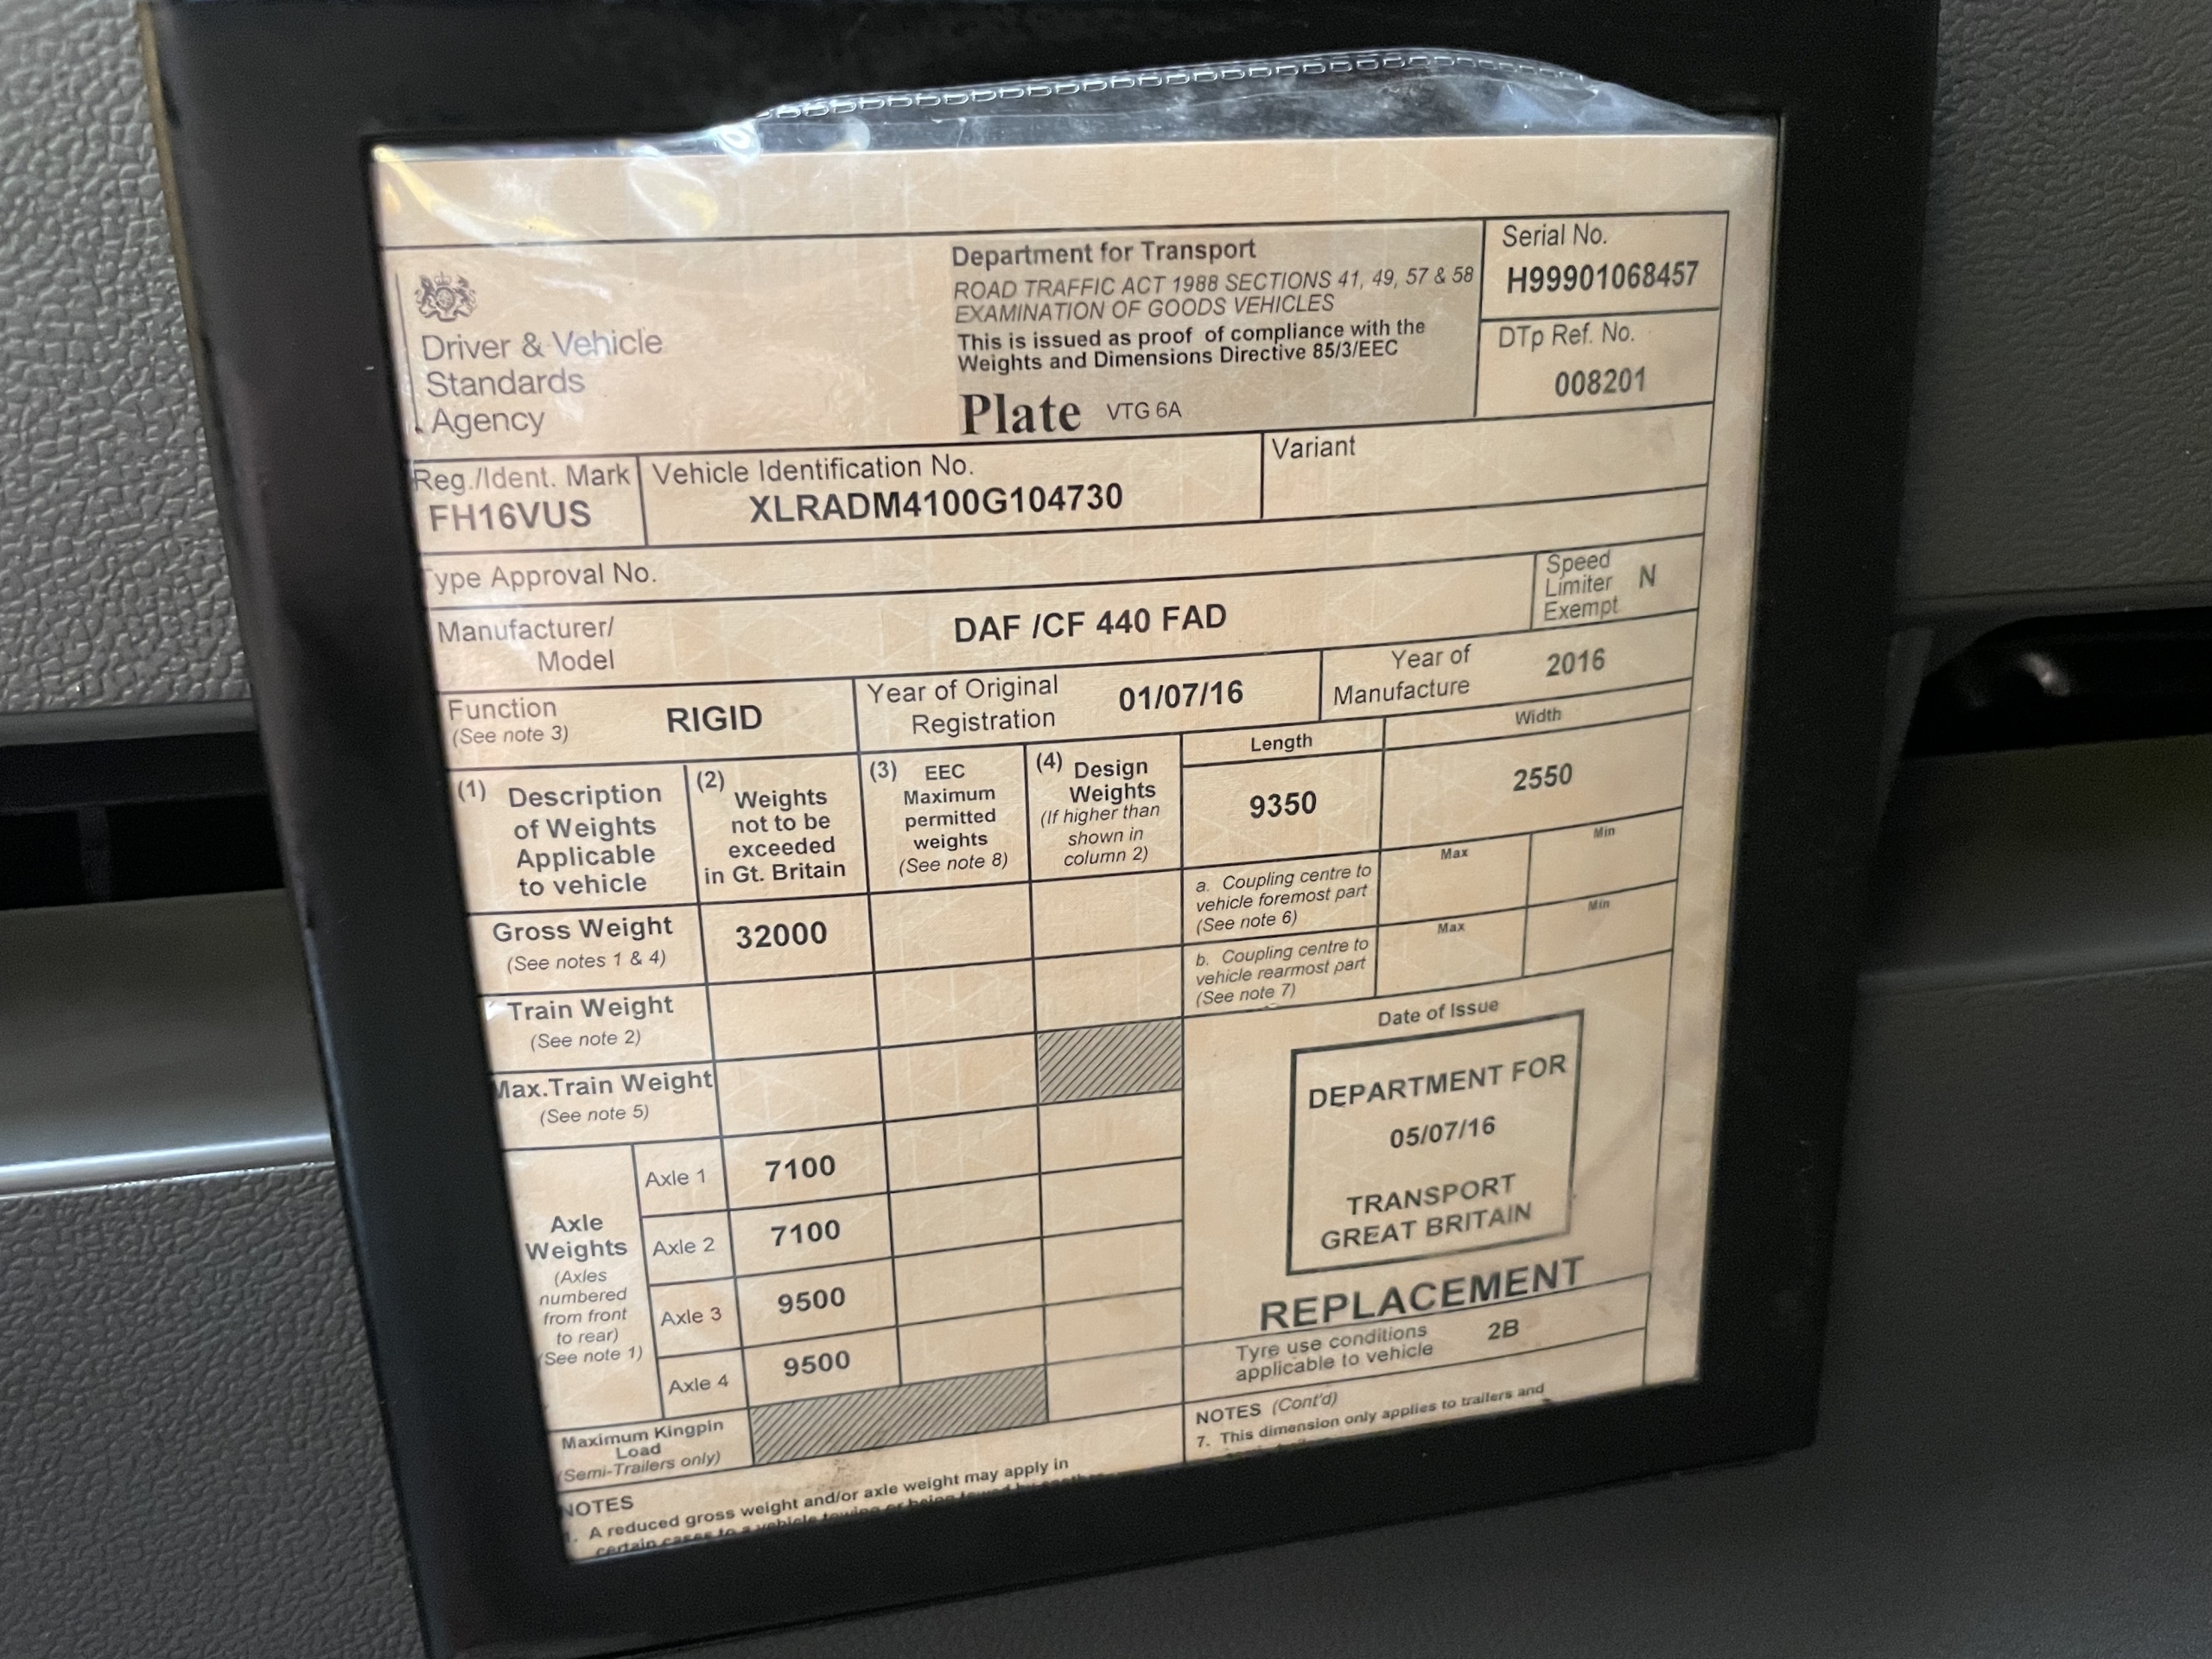 Driver & Vehicle
Standards
Agency
Department for Transport
ROAD TRAFFIC ACT 1988 SECTIONS 41, 49, 57 & 58
EXAMINATION OF GOODS VEHICLES
This is issued as proof of compliance with the
Weights and Dimensions Directive 85/3/EEC
Plate VTG 6A
Serial No.
H99901068457
DTp Ref. No.
008201
Reg./Ident. Mark
FH16VUS
Vehicle Identification No.
XLRADM4100G104730
Variant
Type Approval No.
Speed
Limiter
Exempt
N
Manufacturer/
Model
DAF /CF 440 FAD
Function
(See note 3)
RIGID
Year of Original
Registration
01/07/16
Year of
Manufacture
2016
(1) Description
of Weights
Applicable
to vehicle
(2) Weights
not to be
exceeded
in Gt. Britain
(3) EEC
Maximum
permitted
weights
(See note 8)
(4) Design
Weights
(If higher than
shown in
column 2)
Length
9350
Width
2550
a. Coupling centre to
vehicle foremost part
(See note 6)
Max
Min
b. Coupling centre to
vehicle rearmost part
(See note 7)
Max
Min
Gross Weight
(See notes 1 & 4)
32000
Train Weight
(See note 2)
Max.Train Weight
(See note 5)
Axle
Weights
(Axles
numbered
from front
to rear)
(See note 1)
Axle 1 7100
Axle 2 7100
Axle 3 9500
Axle 4 9500
Maximum Kingpin
Load
(Semi-Trailers only)
Date of Issue
DEPARTMENT FOR
05/07/16
TRANSPORT
GREAT BRITAIN
REPLACEMENT
Tyre use conditions
applicable to vehicle
2B
NOTES
1. A reduced gross weight and/or axle weight may apply in
certain cases to a vehicle towing or being towed by another
NOTES (Cont'd)
7. This dimension only applies to trailers and